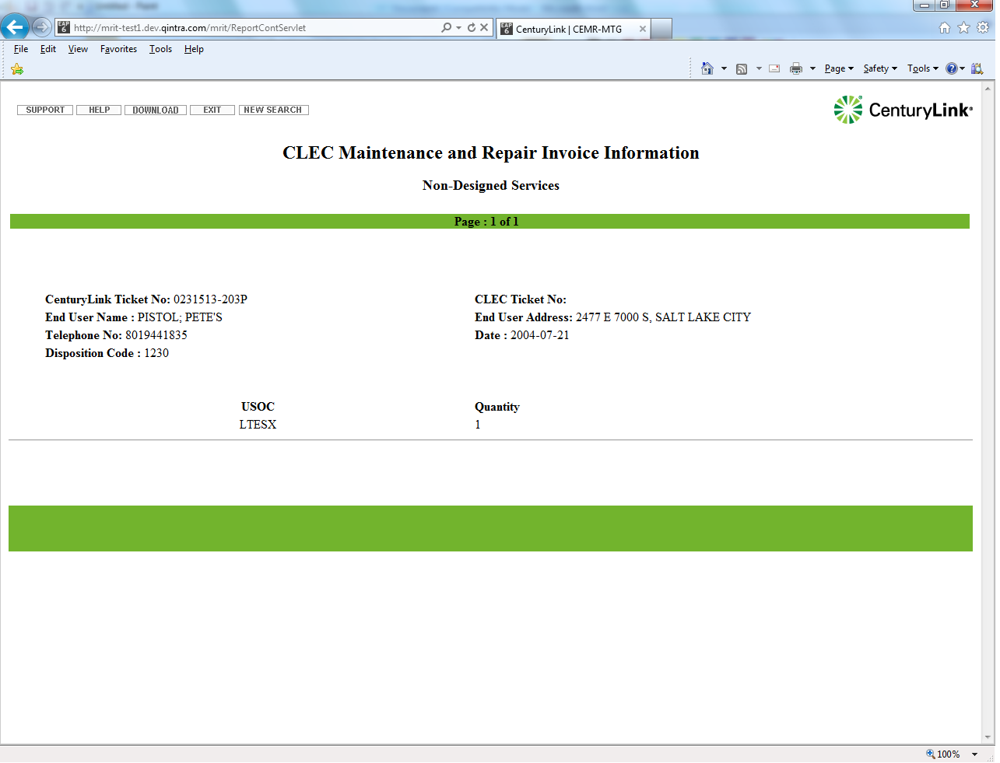 http://mrit-test1.dev.qintra.com/mrit/ReportContServlet
EAP 6
CenturyLink | CEMR-MTG
File Edit View Favorites Tools Help
Page Safety Tools
SUPPORT HELP DOWNLOAD EXIT NEW SEARCH
CenturyLink®
CLEC Maintenance and Repair Invoice Information
Non-Designed Services
Page : 1 of 1
CenturyLink Ticket No: 0231513-203P CLEC Ticket No:
End User Name : PISTOL; PETE'S End User Address: 2477 E 7000 S, SALT LAKE CITY
Telephone No: 8019441835 Date : 2004-07-21
Disposition Code : 1230
USOC Quantity
LTESX 1
100%